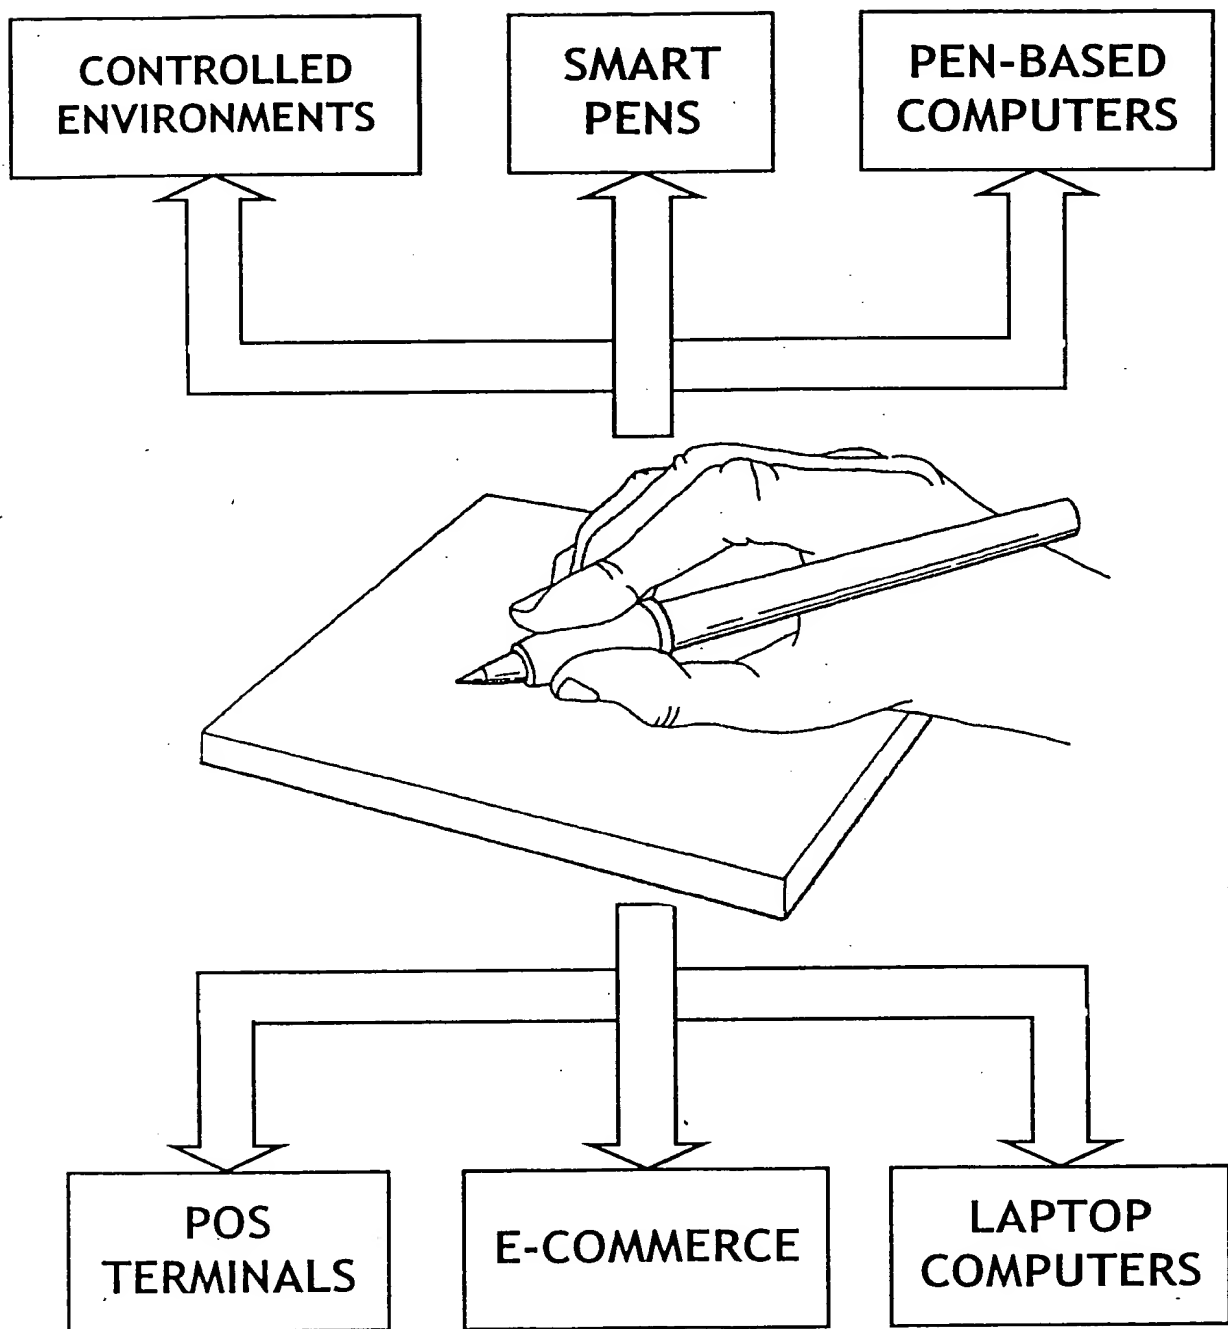 CONTROLLED
ENVIRONMENTS
SMART
PENS
PEN-BASED
COMPUTERS
POS
TERMINALS
E-COMMERCE
LAPTOP
COMPUTERS